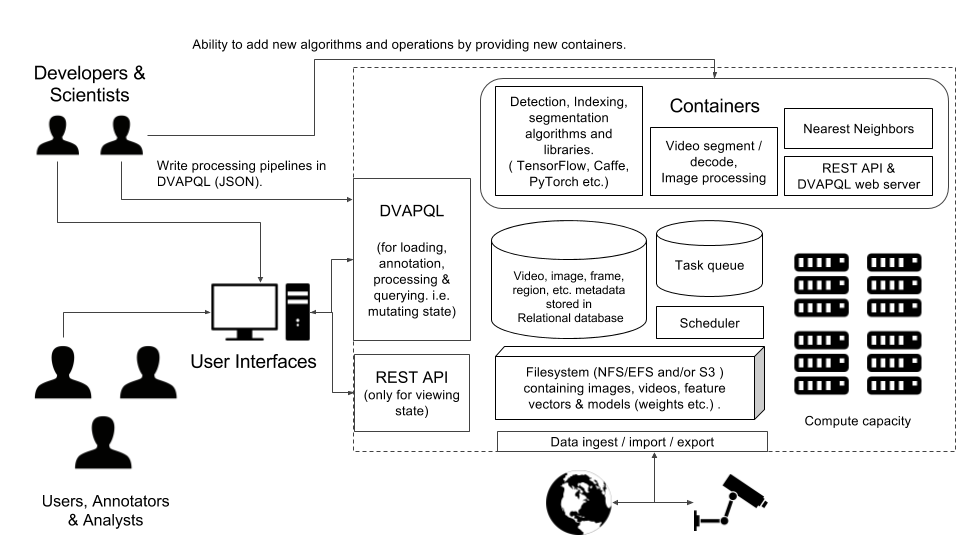 Ability to add new algorithms and operations by providing new containers.
Developers &
Scientists
Write processing pipelines in
DVAPQL (JSON).
Containers
Detection, Indexing,
segmentation
algorithms and
libraries.
( TensorFlow, Caffe,
PyTorch etc.)
Video segment /
decode,
Image processing
Nearest Neighbors
REST API &
DVAPQL web server
DVAPQL
(for loading,
annotation,
processing &
querying. i.e.
mutating state)
Video, image, frame,
region, etc. metadata
stored in
Relational database
Task queue
Scheduler
User Interfaces
REST API
(only for viewing
state)
Filesystem (NFS/EFS and/or S3 )
containing images, videos, feature
vectors & models (weights etc.) .
Compute capacity
Data ingest / import / export
Users, Annotators
& Analysts